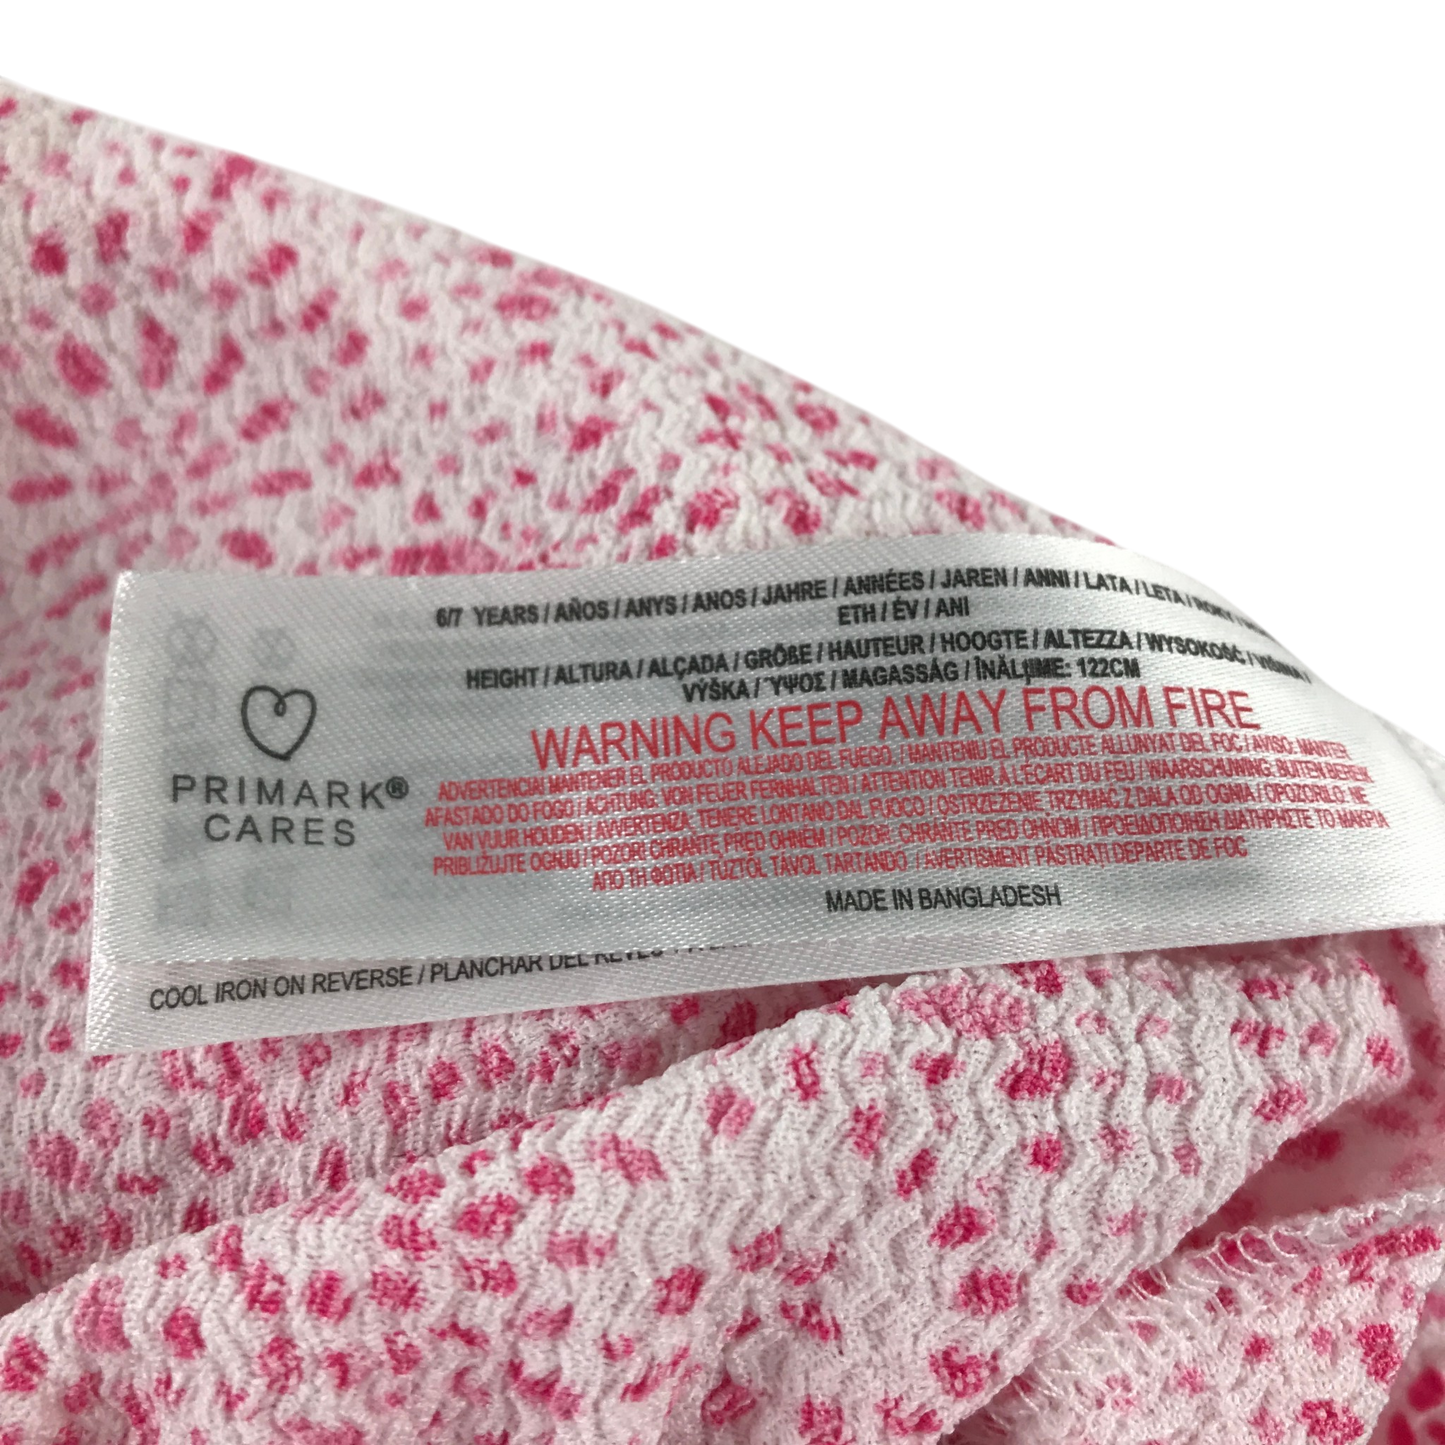 6/7 YEARS / AÑOS / ANYS / ANOS / JAHRE / ANNÉES / JAREN / ANNI / LATA / LETA / ROKY /
ETH / ÉV / ANI
HEIGHT / ALTURA / ALÇADA / GRÖßE / HAUTEUR / HOOGTE / ALTEZZA / WYSOKOŚĆ / VIŠINA /
VÝŠKA / ΎΨΟΣ / MAGASSÁG / ÎNĂLŢIME: 122CM
WARNING KEEP AWAY FROM FIRE
ADVERTENCIA! MANTENER EL PRODUCTO ALEJADO DEL FUEGO. / MANTENIU EL PRODUCTE ALLUNYAT DEL FOC / AVISO: MANTER
AFASTADO DO FOGO / ACHTUNG: VON FEUER FERNHALTEN / ATTENTION TENIR À L'ÉCART DU FEU / WAARSCHUWING: BUITEN BEREIK
VAN VUUR HOUDEN / AVVERTENZA, TENERE LONTANO DAL FUOCO / OSTRZEŻENIE, TRZYMAĆ Z DALA OD OGNIA / OPOZORILO: NE
PRIBLIŽUJTE OGNJU / POZOR! CHRAŇTE PŘED OHNĚM / POZOR: CHRÁŇTE PRED OHŇOM / ΠΡΟΕΙΔΟΠΟΙΗΣΗ ΔΙΑΤΗΡΗΣΤΕ ΤΟ ΜΑΚΡΙΑ
ΑΠΟ ΤΗ ΦΩΤΙΑ / TŰZTŐL TÁVOL TARTANDÓ. / AVERTISMENT PĂSTRAȚI DEPARTE DE FOC
MADE IN BANGLADESH
PRIMARK®
CARES
COOL IRON ON REVERSE / PLANCHAR DEL REVÉS